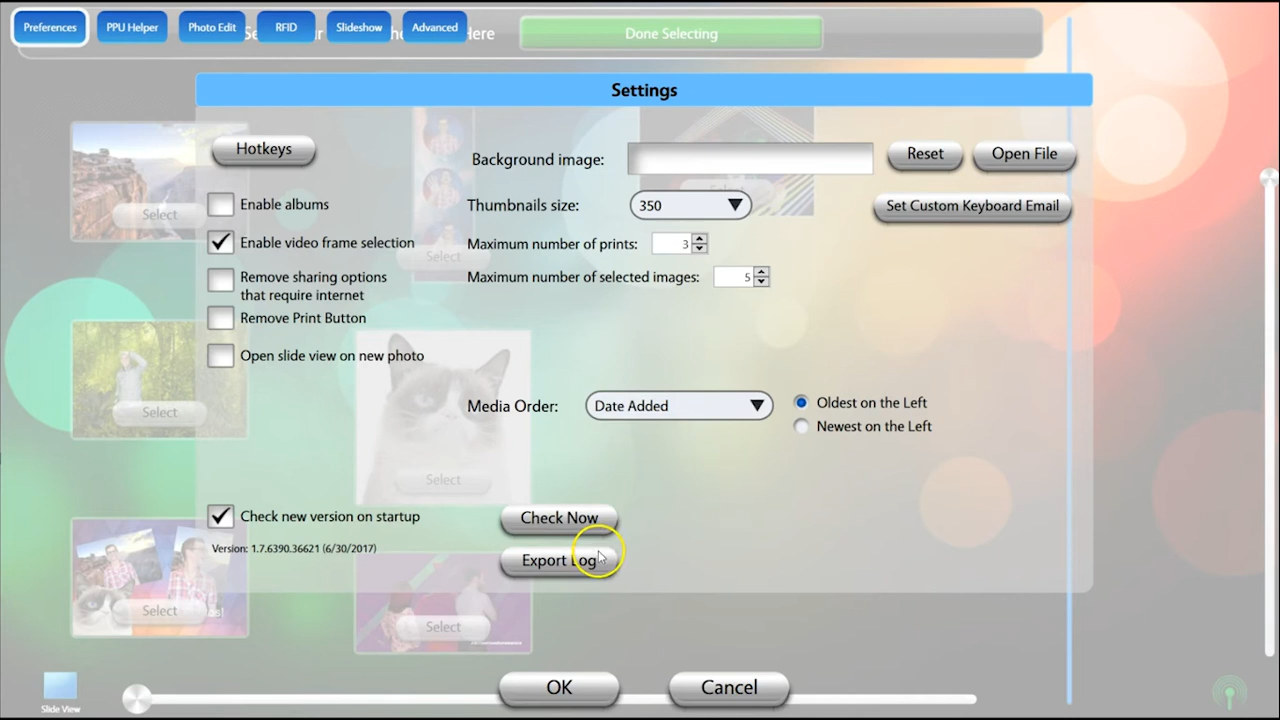 Preferences
PPU Helper
Photo Edit
RFID
Slideshow
Advanced
Here
Done Selecting
Settings
Hotkeys
Background image:
Reset
Open File
Enable albums
Thumbnails size:
350
Set Custom Keyboard Email
Select
Select
Enable video frame selection
Maximum number of prints:
3
Select
Remove sharing options
that require internet
Maximum number of selected images:
5
Remove Print Button
Open slide view on new photo
Select
Media Order:
Date Added
Oldest on the Left
Newest on the Left
Select
Check new version on startup
Check Now
Version: 1.7.6390.36621 (6/30/2017)
Export Log
Select
Select
OK
Cancel
Slide View